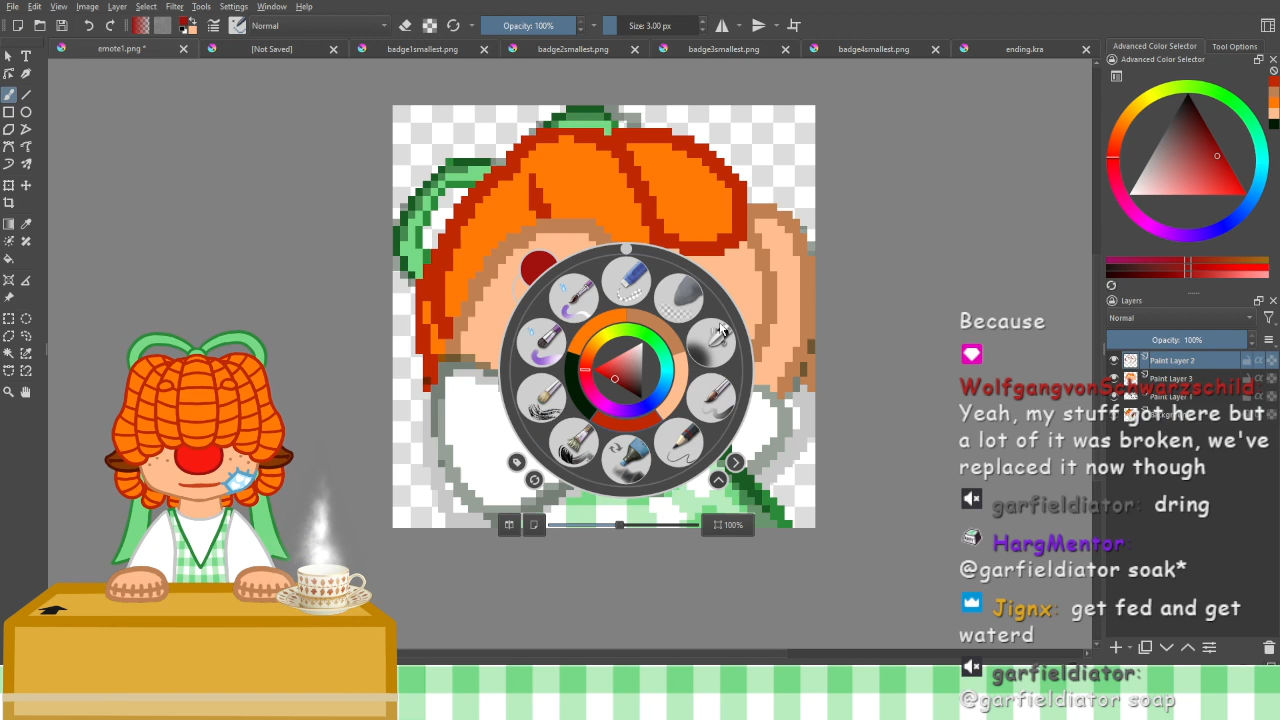 File Edit View Image Layer Select Filter Tools Settings Window Help
Normal Opacity: 100% Size: 3.00 px
emote1.png * [Not Saved] badge1smallest.png badge2smallest.png badge3smallest.png badge4smallest.png ending.kra
Advanced Color Selector Tool Options
Advanced Color Selector
Layers
Normal
Opacity: 100%
Paint Layer 2
Paint Layer 3
100%
Because
WolfgangvonSchwarzschild:
Yeah, my stuff got here but
a lot of it was broken, we've
replaced it now though
garfieldiator: dring
HargMentor:
@garfieldiator soak*
Jignx: get fed and get
waterd
garfieldiator:
@garfieldiator soap